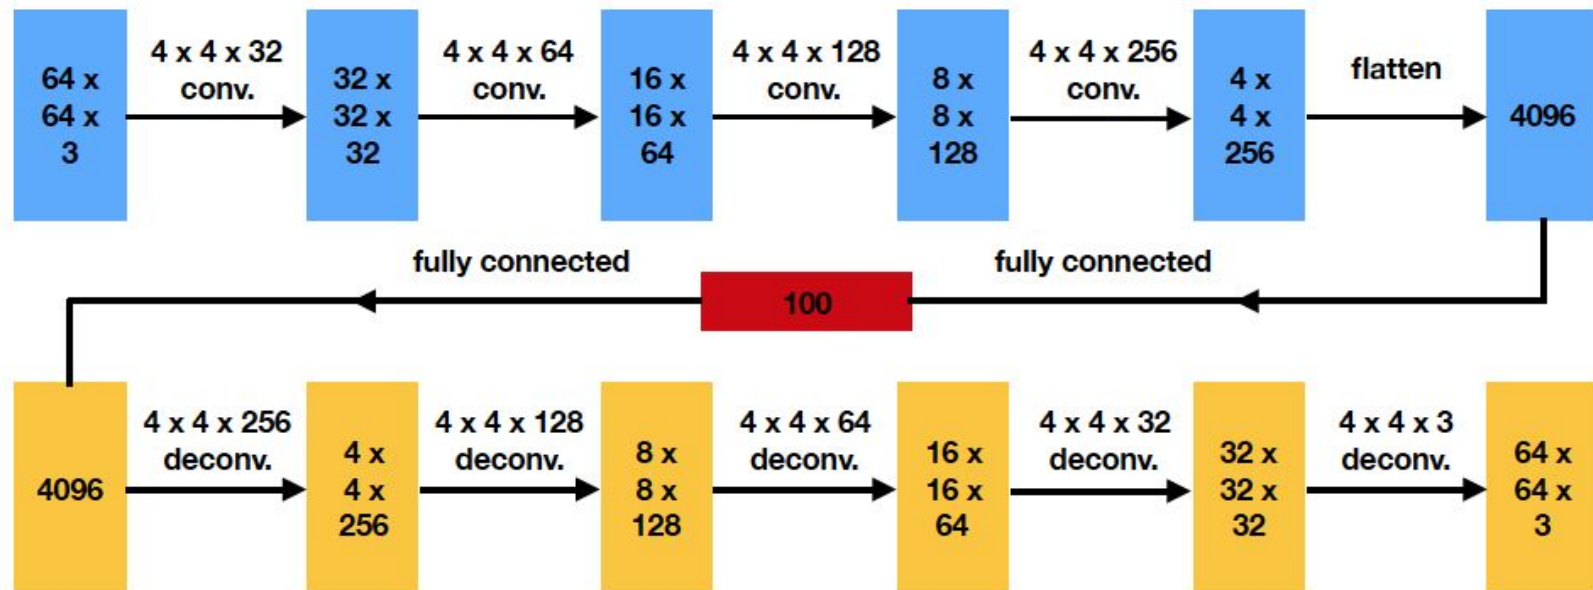 64 x
64 x
3
4 x 4 x 32
conv.
32 x
32 x
32
4 x 4 x 64
conv.
16 x
16 x
64
4 x 4 x 128
conv.
8 x
8 x
128
4 x 4 x 256
conv.
4 x
4 x
256
flatten
4096
fully connected
100
fully connected
4096
4 x 4 x 256
deconv.
4 x
4 x
256
4 x 4 x 128
deconv.
8 x
8 x
128
4 x 4 x 64
deconv.
16 x
16 x
64
4 x 4 x 32
deconv.
32 x
32 x
32
4 x 4 x 3
deconv.
64 x
64 x
3